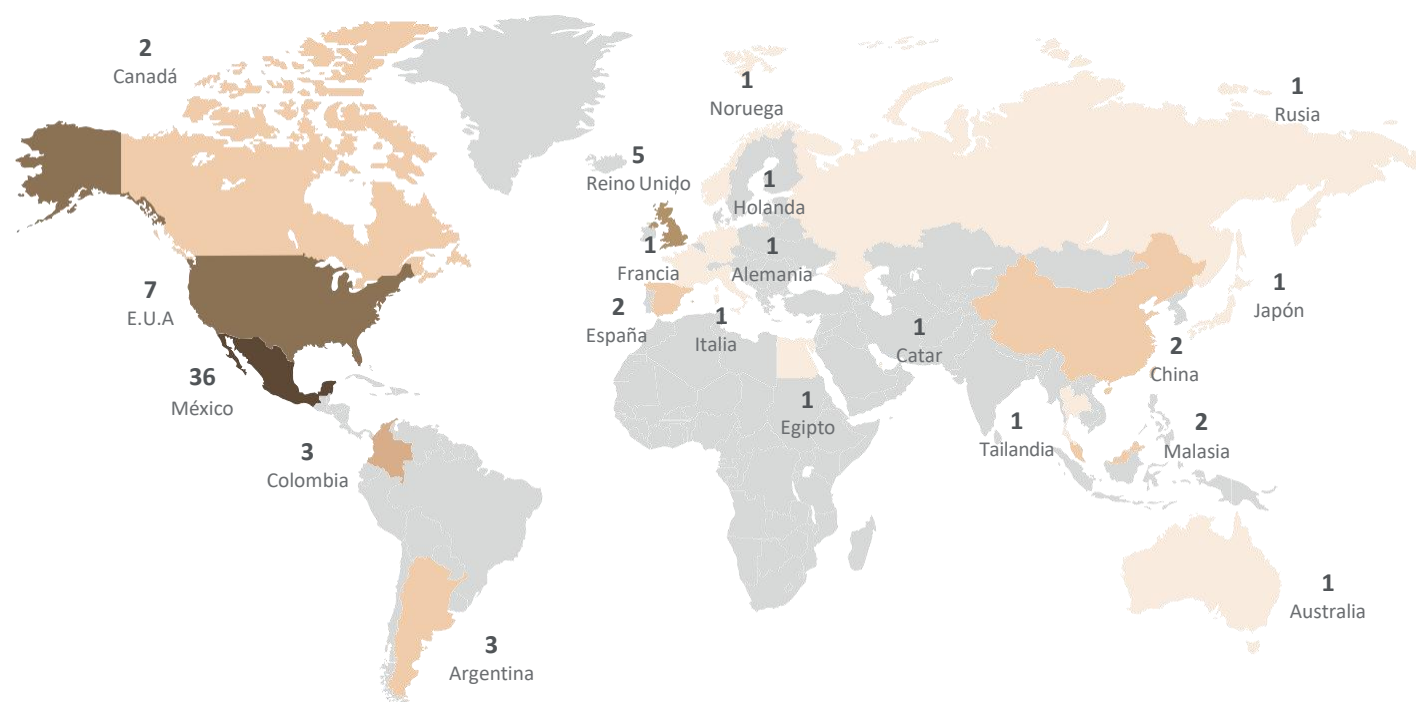 2
Canadá
1
Noruega
1
Rusia
5
Reino Unido
1
Holanda
1
Francia
1
Alemania
7
E.U.A
2
España
1
Italia
1
Catar
1
Japón
2
China
36
México
1
Egipto
1
Tailandia
2
Malasia
3
Colombia
1
Australia
3
Argentina